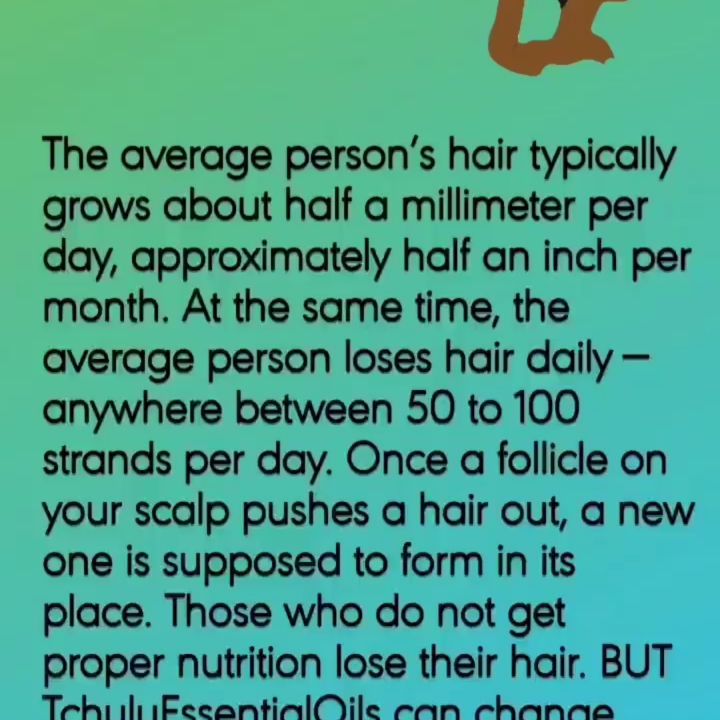 The average person's hair typically
grows about half a millimeter per
day, approximately half an inch per
month. At the same time, the
average person loses hair daily –
anywhere between 50 to 100
strands per day. Once a follicle on
your scalp pushes a hair out, a new
one is supposed to form in its
place. Those who do not get
proper nutrition lose their hair. BUT
TchuluEssentialOils can change